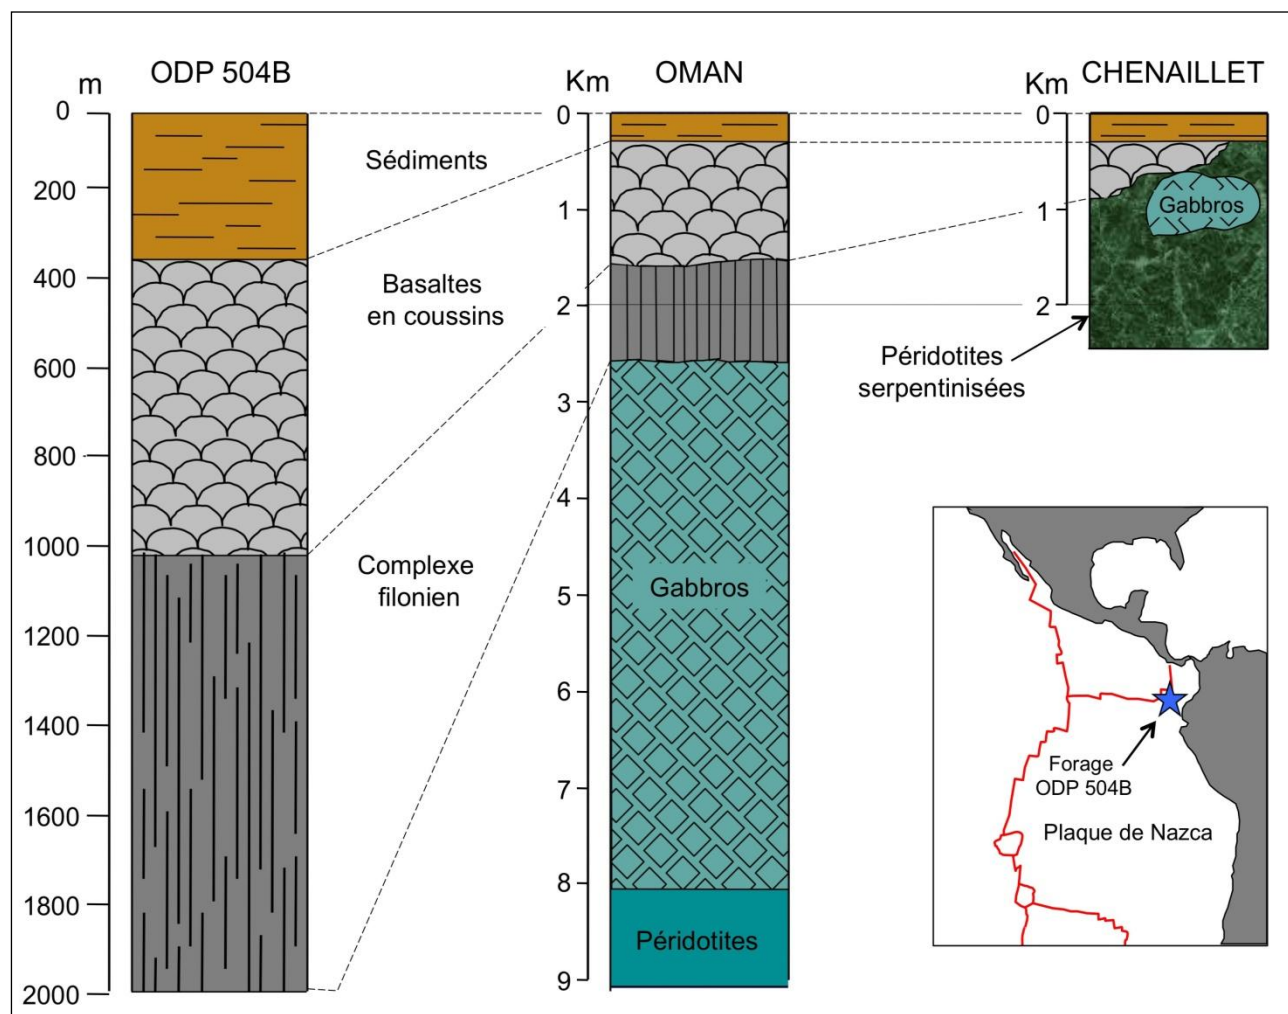 ODP 504B
m
0
200
400
600
800
1000
1200
1400
1600
1800
2000
Sédiments
Basaltes
en coussins
Complexe
filonien
OMAN
Km
0
1
2
3
4
5
6
7
8
9
Gabbros
Péridotites
CHENAILLET
Km
0
1
2
Gabbros
Péridotites
serpentinisées
Forage
ODP 504B
Plaque de Nazca